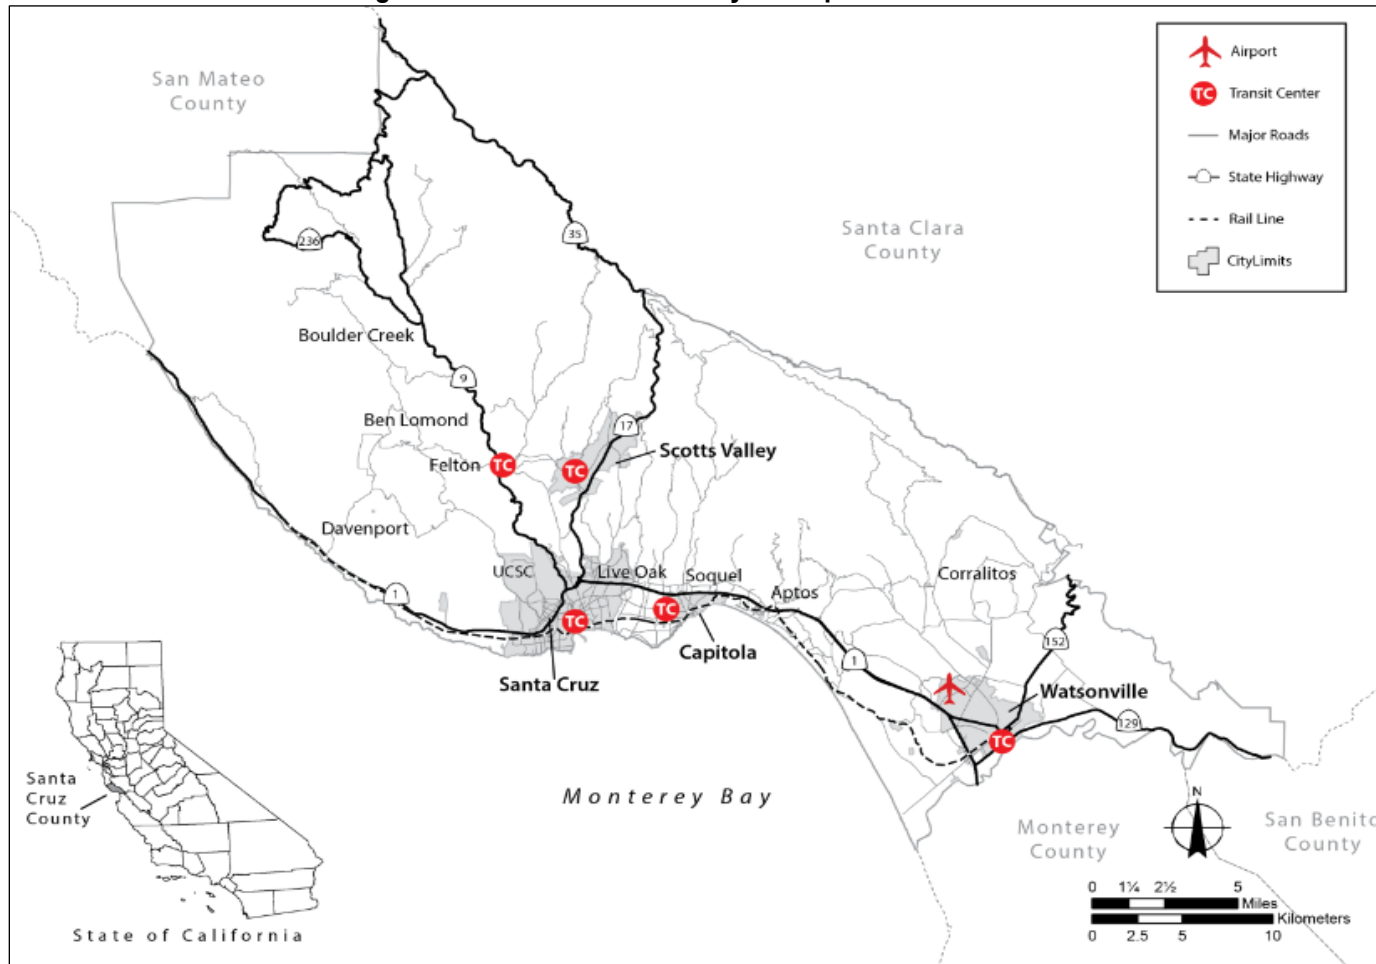 San Mateo
County
Airport
TC
Transit Center
Major Roads
State Highway
Rail Line
CityLimits
35
Santa Clara
County
236
Boulder Creek
9
Ben Lomond
17
Scotts Valley
Felton
TC
TC
Davenport
UCSC
Live Oak
Soquel
Aptos
Corralitos
1
TC
TC
Capitola
152
1
Santa Cruz
Watsonville
129
TC
Santa
Cruz
County
Monterey Bay
N
Monterey
County
San Benito
County
0 1¼ 2½ 5
Miles
Kilometers
0 2.5 5 10
State of California